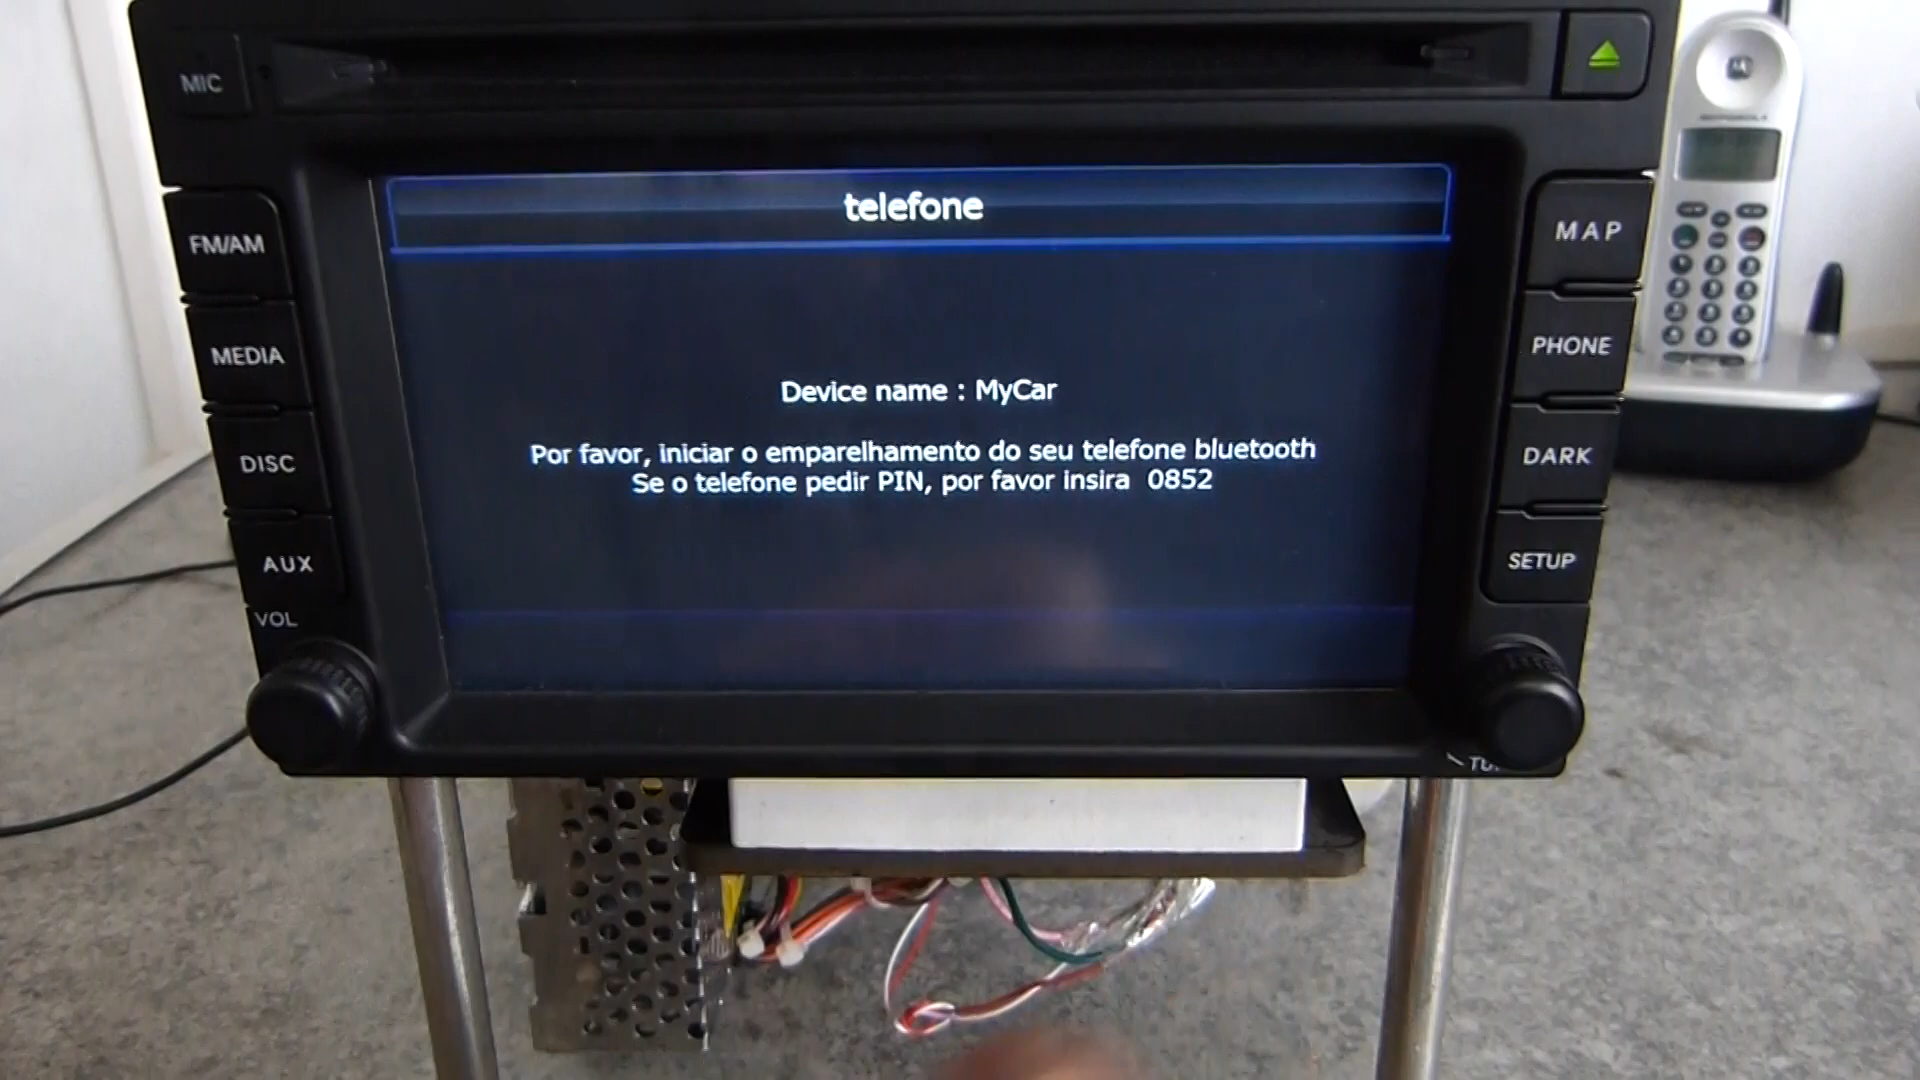 MIC
telefone
FM/AM
MAP
MEDIA
PHONE
Device name : MyCar
Por favor, iniciar o emparelhamento do seu telefone bluetooth
Se o telefone pedir PIN, por favor insira 0852
DISC
DARK
AUX
SETUP
VOL